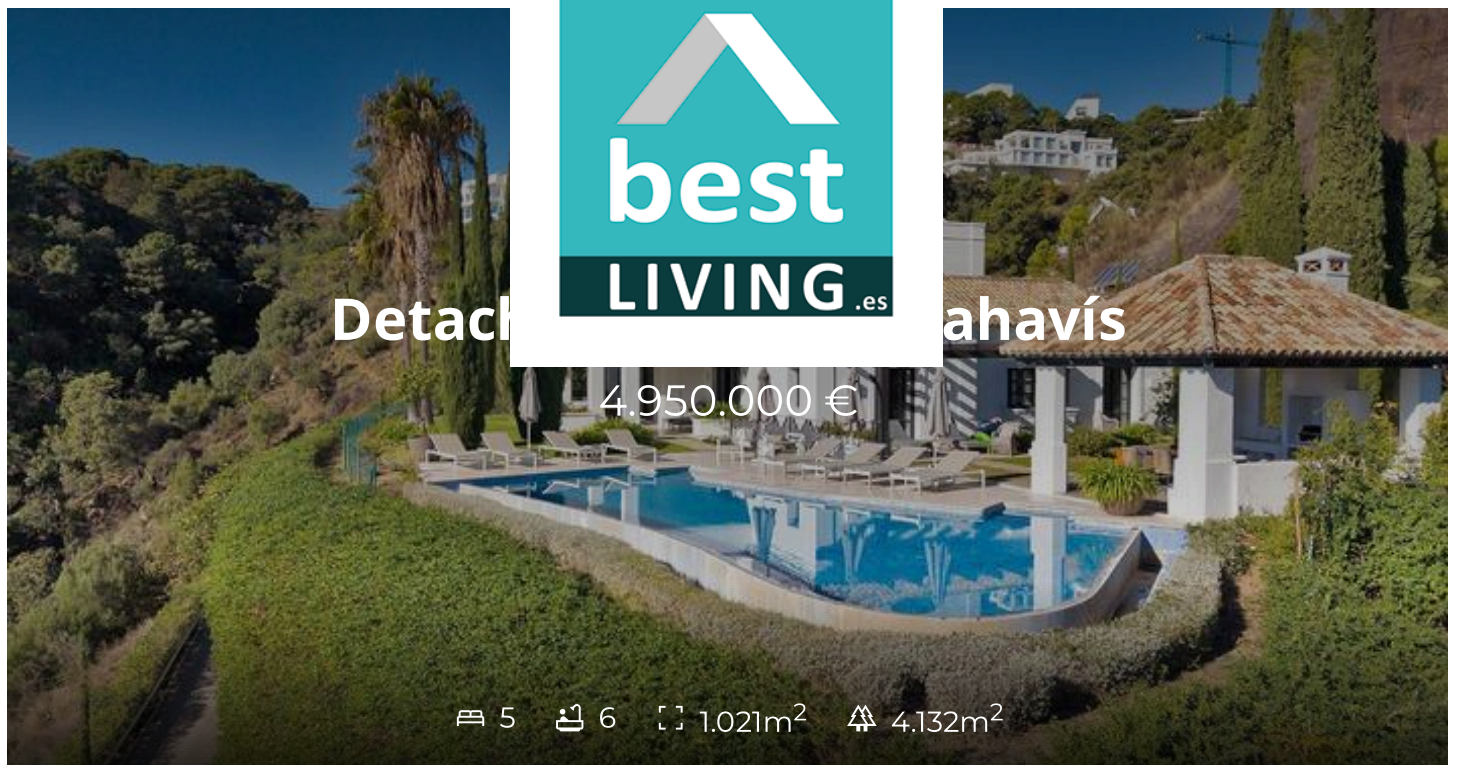 best
LIVING.es
Detach ahavís
4.950.000 €
5 6 1.021m² 4.132m²